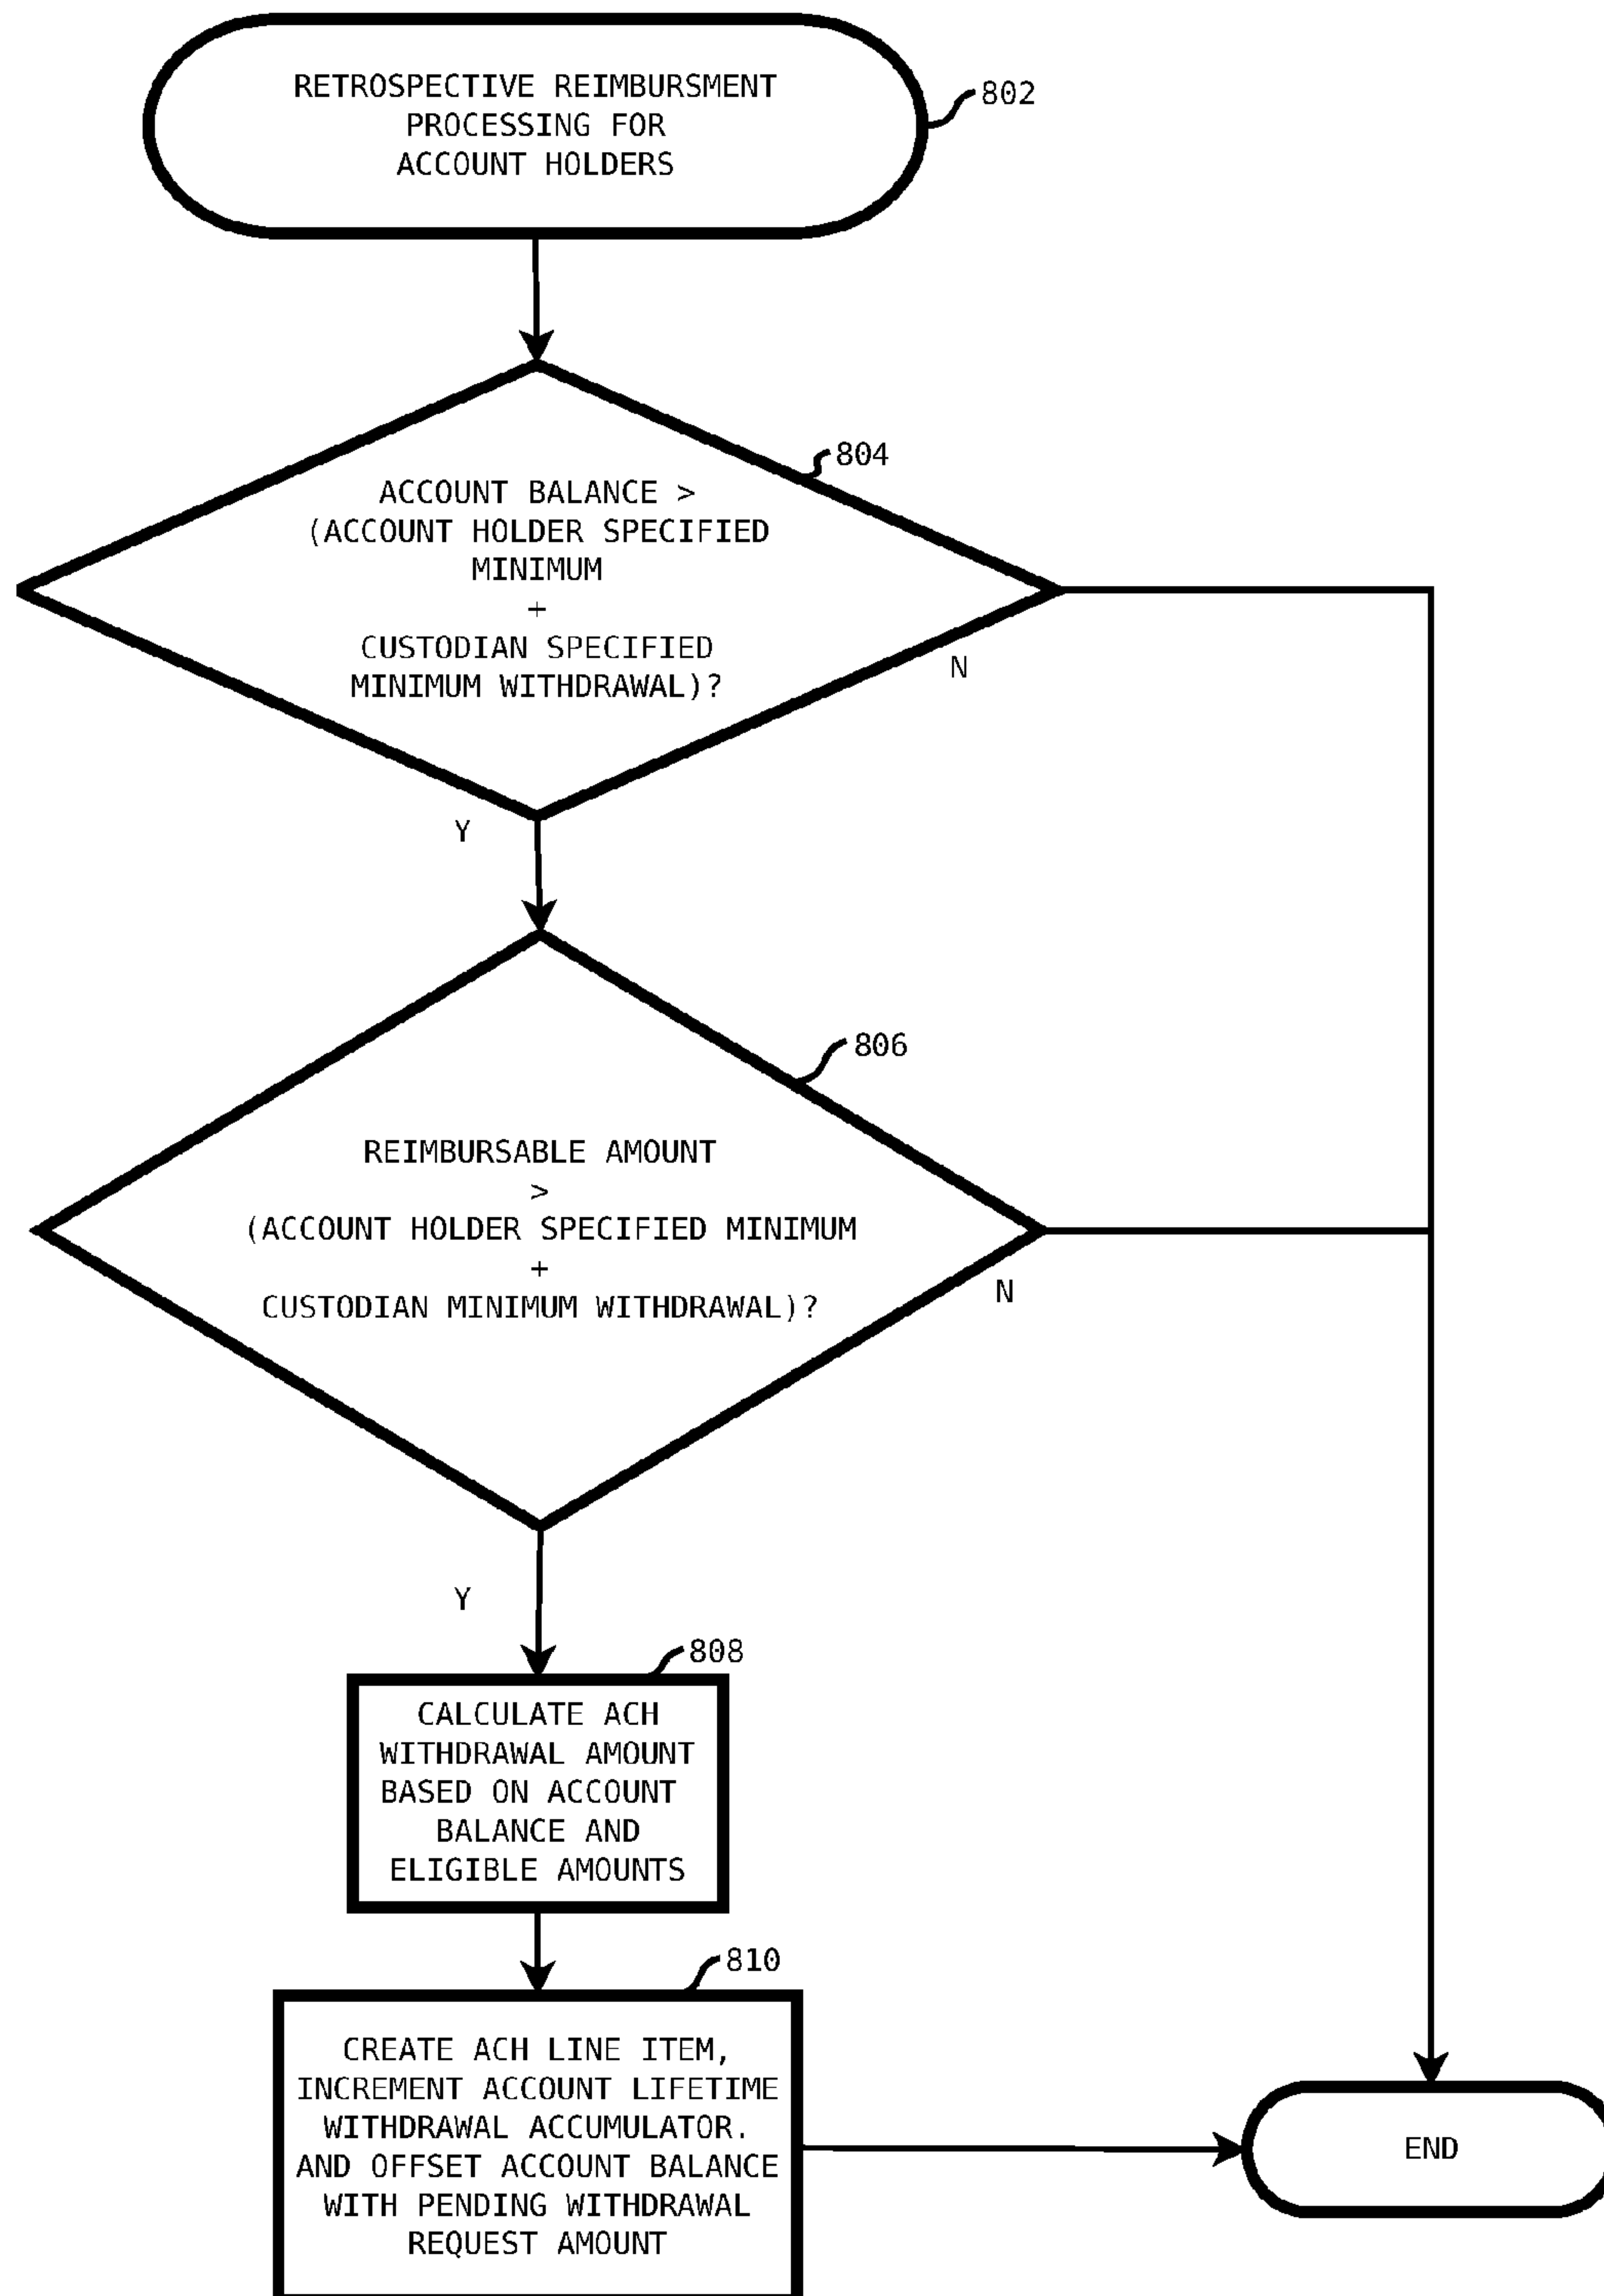 RETROSPECTIVE REIMBURSMENT
PROCESSING FOR
ACCOUNT HOLDERS
802
804
ACCOUNT BALANCE >
(ACCOUNT HOLDER SPECIFIED
MINIMUM
+
CUSTODIAN SPECIFIED
MINIMUM WITHDRAWAL)?
N
Y
806
REIMBURSABLE AMOUNT
>
(ACCOUNT HOLDER SPECIFIED MINIMUM
+
CUSTODIAN MINIMUM WITHDRAWAL)?
N
Y
808
CALCULATE ACH
WITHDRAWAL AMOUNT
BASED ON ACCOUNT
BALANCE AND
ELIGIBLE AMOUNTS
810
CREATE ACH LINE ITEM,
INCREMENT ACCOUNT LIFETIME
WITHDRAWAL ACCUMULATOR.
AND OFFSET ACCOUNT BALANCE
WITH PENDING WITHDRAWAL
REQUEST AMOUNT
END